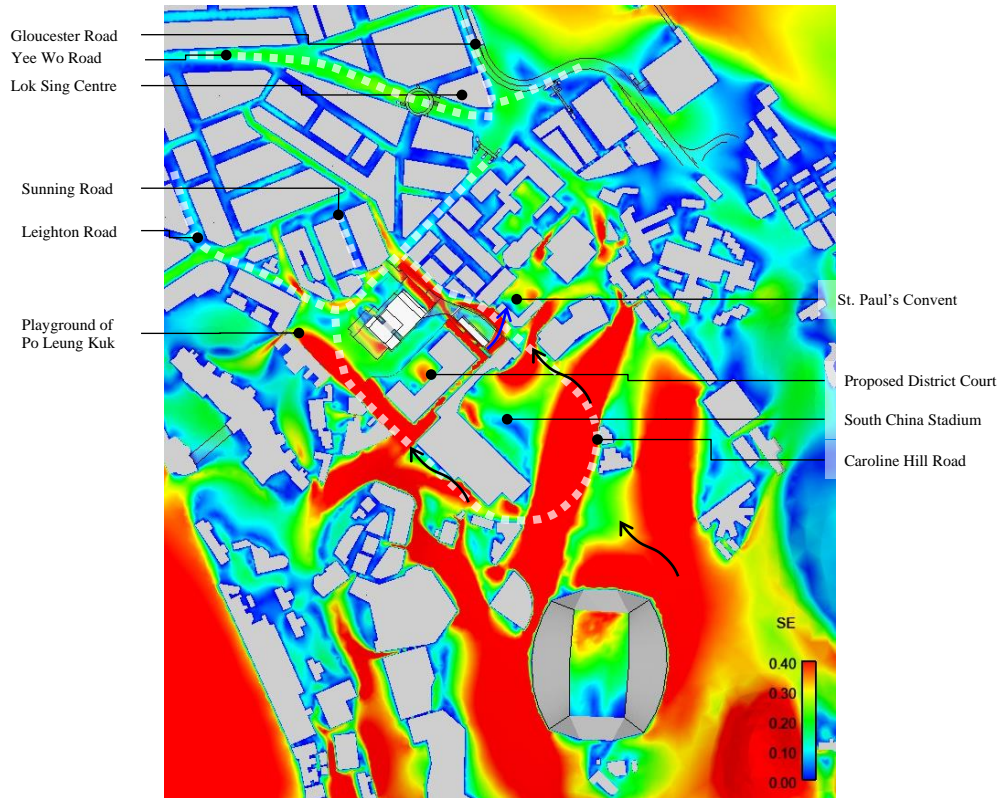 Gloucester Road
Yee Wo Road
Lok Sing Centre
Sunning Road
Leighton Road
Playground of
Po Leung Kuk
St. Paul's Convent
Proposed District Court
South China Stadium
Caroline Hill Road
SE
0.40
0.30
0.20
0.10
0.00